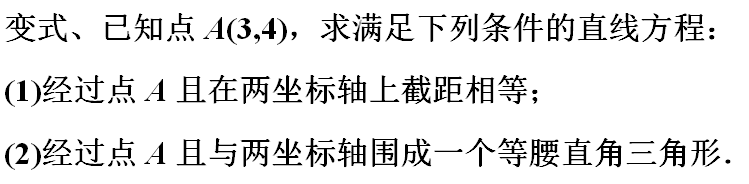 变式、已知点 A(3,4)，求满足下列条件的直线方程：
(1)经过点 A 且在两坐标轴上截距相等；
(2)经过点 A 且与两坐标轴围成一个等腰直角三角形．